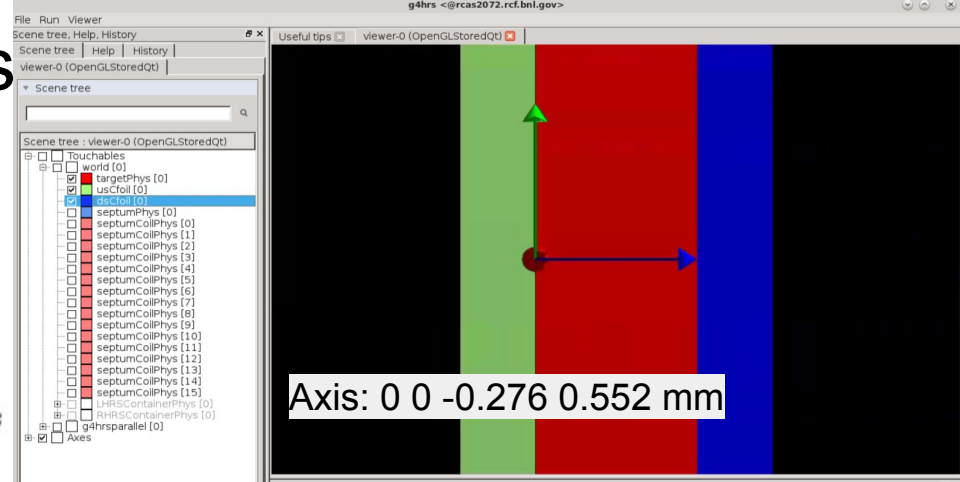 g4hrs <@rcas2072.rcf.bnl.gov>
File Run Viewer
Scene tree, Help, History
Scene tree Help History
viewer-0 (OpenGLStoredQt)
Useful tips viewer-0 (OpenGLStoredQt)
S
Scene tree
Scene tree : viewer-0 (OpenGLStoredQt)
Touchables
world [0]
targetPhys [0]
usCfoil [0]
dsCfoil [0]
septumPhys [0]
septumCoilPhys [0]
septumCoilPhys [1]
septumCoilPhys [2]
septumCoilPhys [3]
septumCoilPhys [4]
septumCoilPhys [5]
septumCoilPhys [6]
septumCoilPhys [7]
septumCoilPhys [8]
septumCoilPhys [9]
septumCoilPhys [10]
septumCoilPhys [11]
septumCoilPhys [12]
septumCoilPhys [13]
septumCoilPhys [14]
septumCoilPhys [15]
LHRSContainerPhys [0]
RHRSContainerPhys [0]
g4hrsparallel [0]
Axes
Axis: 0 0 -0.276 0.552 mm